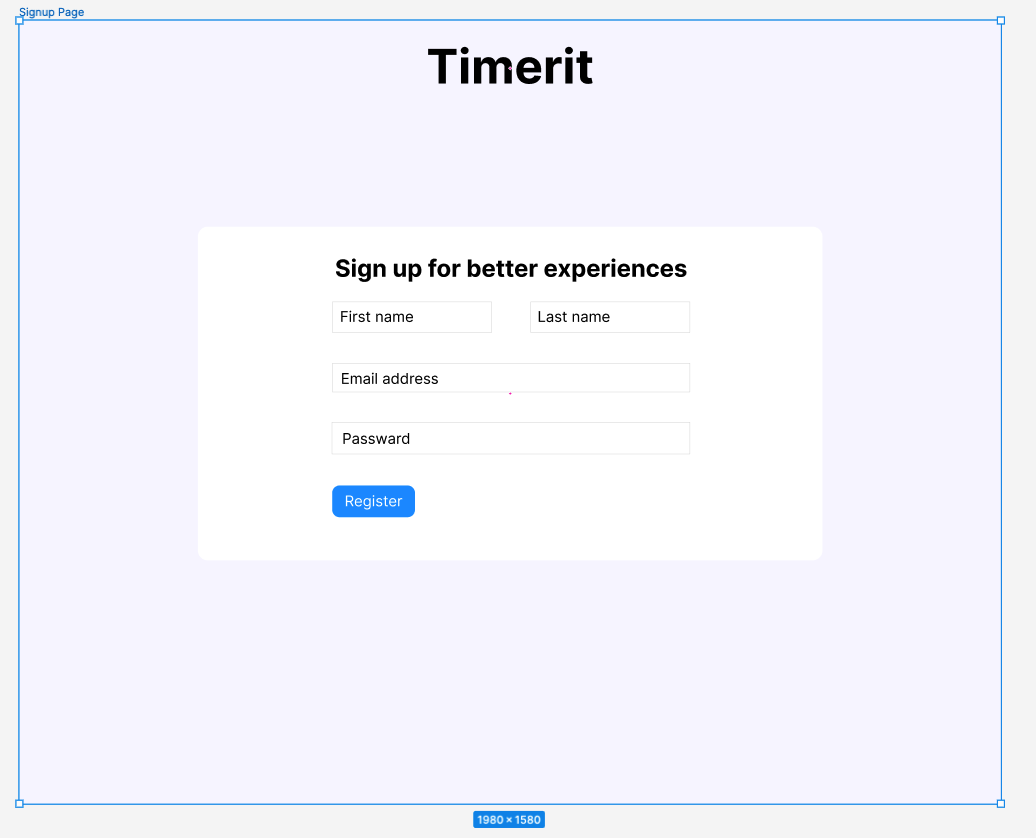 Signup Page
Timerit
Sign up for better experiences
First name
Last name
Email address
Passward
Register
1980 × 1580